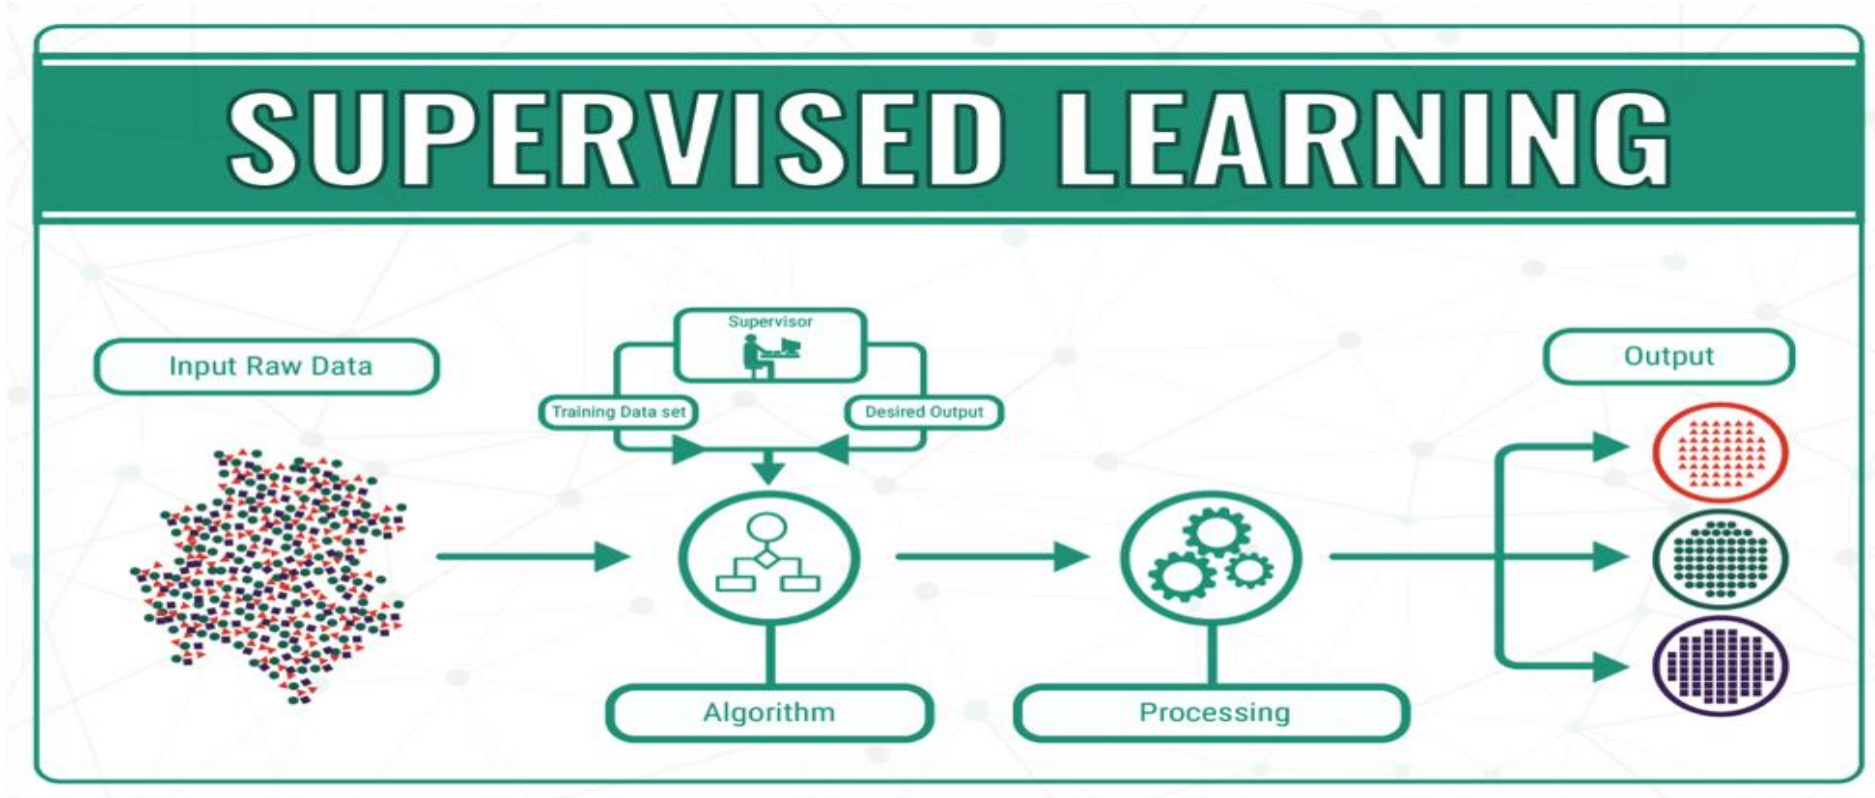 SUPERVISED LEARNING
Input Raw Data
Supervisor
Training Data set
Desired Output
Algorithm
Processing
Output